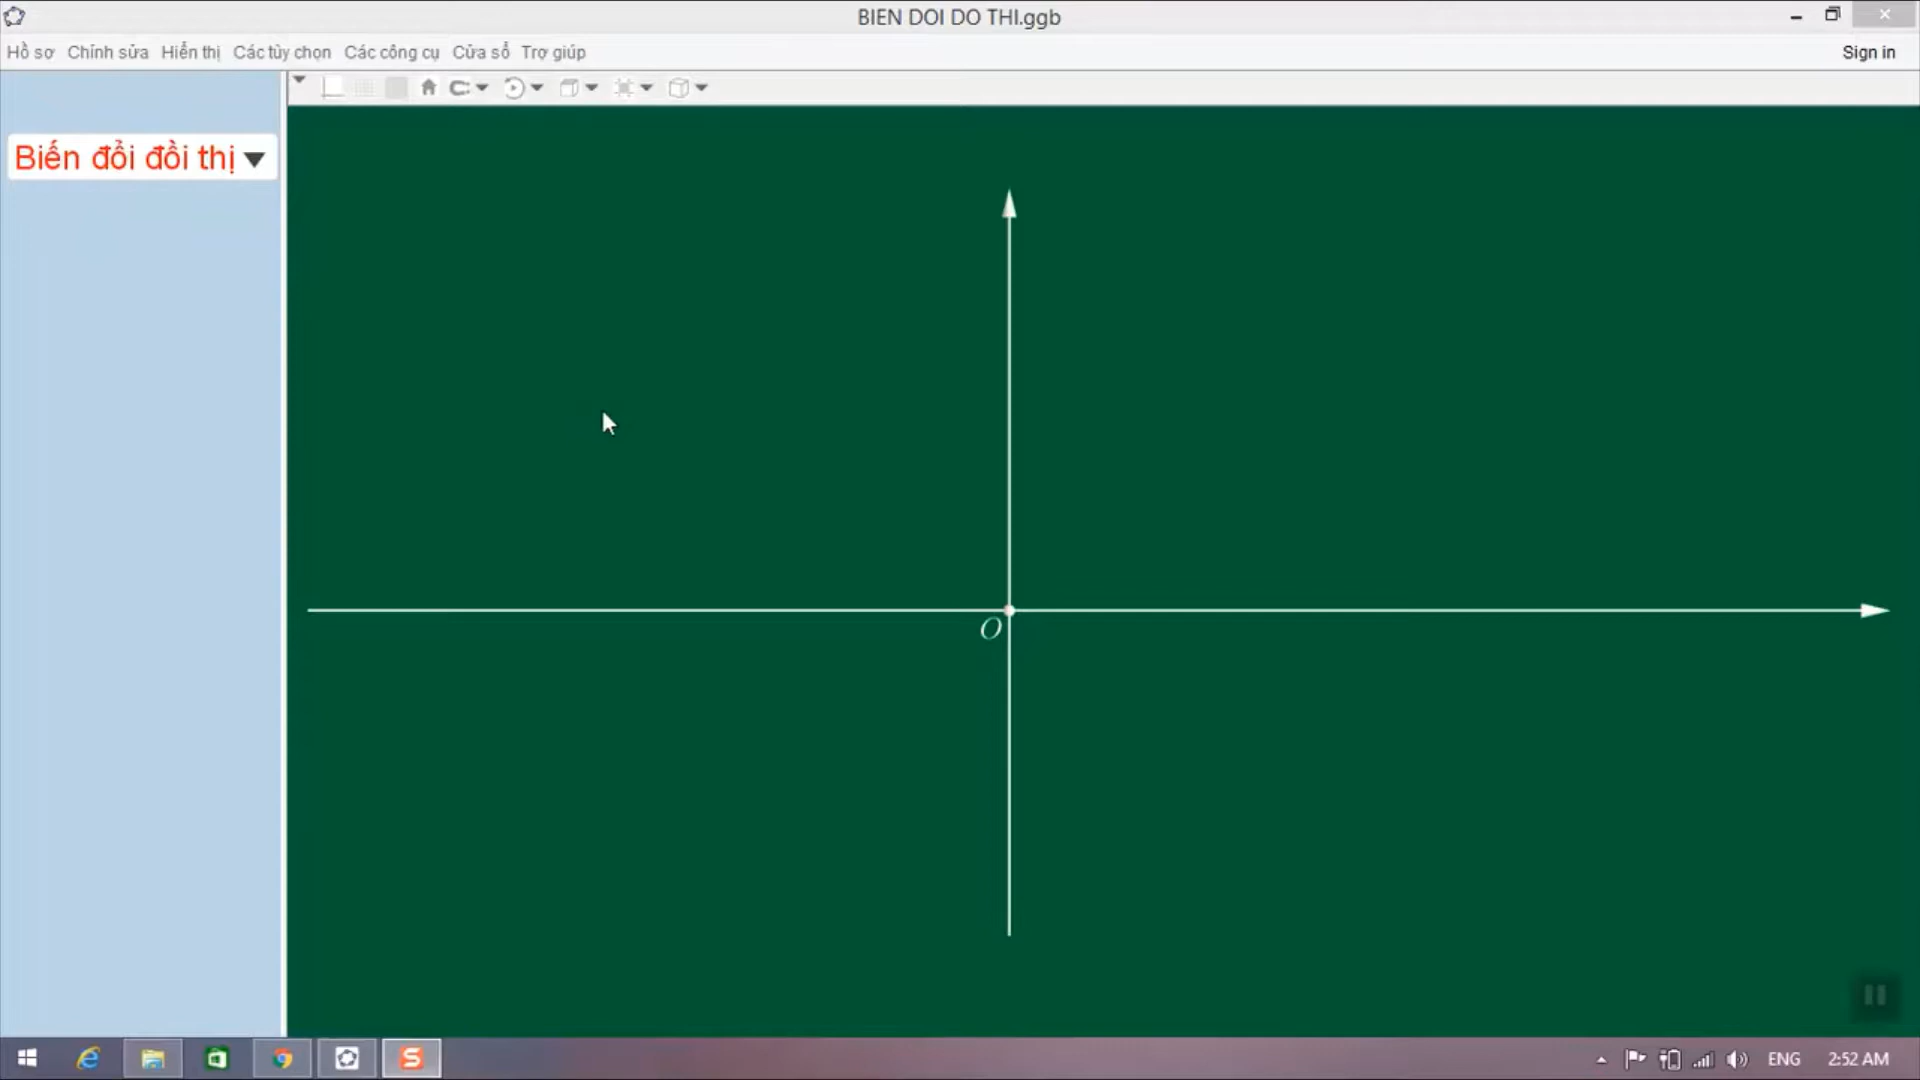 BIEN DOI DO THI.ggb
Hồ sơ Chỉnh sửa Hiển thị Các tùy chọn Các công cụ Cửa sổ Trợ giúp
Sign in
Biến đổi đồi thị
O
ENG 2:52 AM